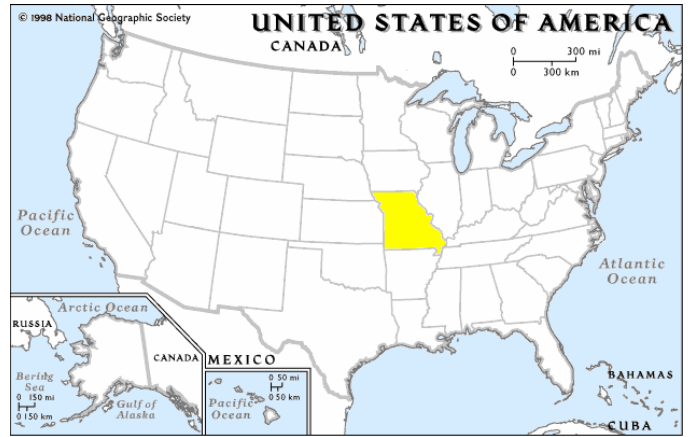 © 1998 National Geographic Society
UNITED STATES OF AMERICA
CANADA
0 300 mi
0 300 km
Pacific
Ocean
Atlantic
Ocean
Arctic Ocean
RUSSIA
CANADA
MEXICO
Bering
Sea
0 150 mi
0 150 km
Gulf of
Alaska
0 50 mi
0 50 km
Pacific
Ocean
BAHAMAS
CUBA